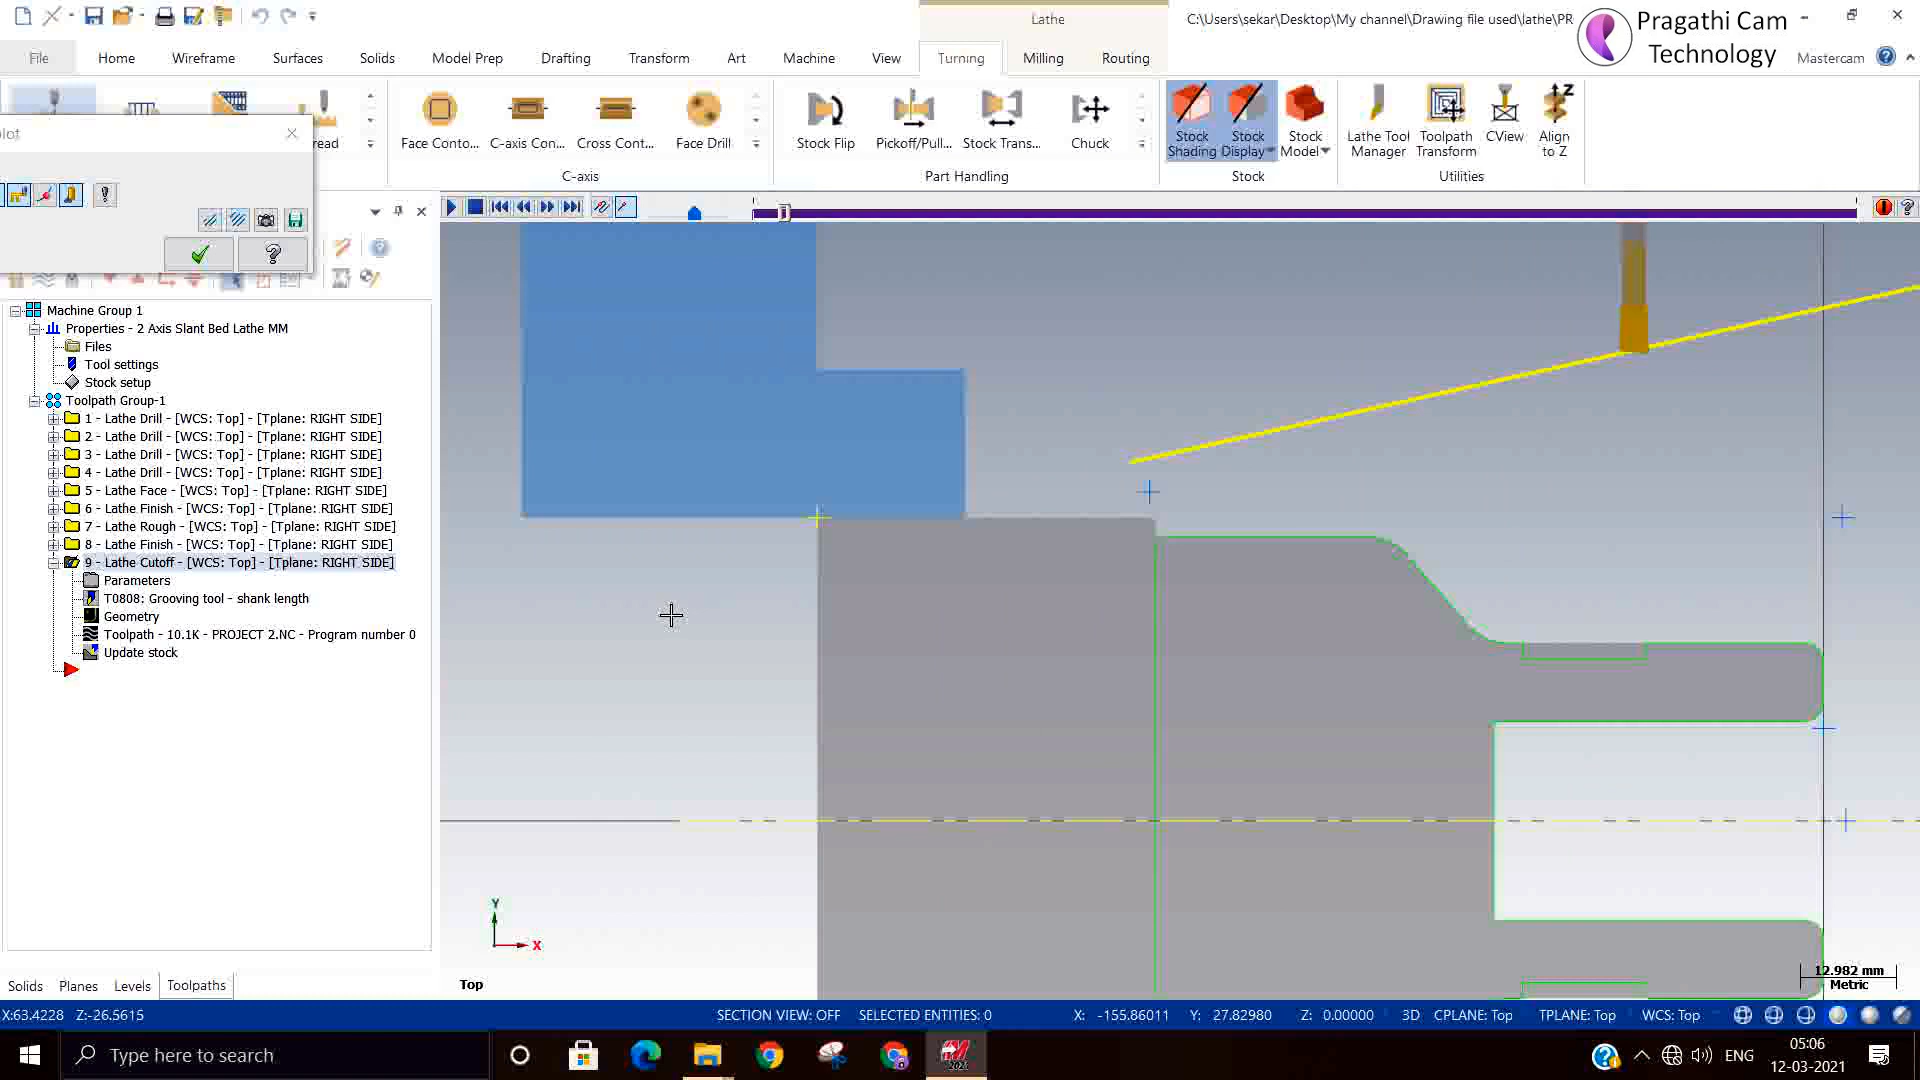 Lathe
C:\Users\sekar\Desktop\My channel\Drawing file used\lathe\PR
Pragathi Cam
Technology
File
Home
Wireframe
Surfaces
Solids
Model Prep
Drafting
Transform
Art
Machine
View
Turning
Milling
Routing
Mastercam
Face Conto...
C-axis Con...
Cross Cont...
Face Drill
C-axis
Stock Flip
Pickoff/Pull...
Stock Trans...
Chuck
Part Handling
Stock
Shading
Stock
Display
Stock
Model
Stock
Lathe Tool
Manager
Toolpath
Transform
CView
Align
to Z
Utilities
plot
read
Machine Group 1
Properties - 2 Axis Slant Bed Lathe MM
Files
Tool settings
Stock setup
Toolpath Group-1
1 - Lathe Drill - [WCS: Top] - [Tplane: RIGHT SIDE]
2 - Lathe Drill - [WCS: Top] - [Tplane: RIGHT SIDE]
3 - Lathe Drill - [WCS: Top] - [Tplane: RIGHT SIDE]
4 - Lathe Drill - [WCS: Top] - [Tplane: RIGHT SIDE]
5 - Lathe Face - [WCS: Top] - [Tplane: RIGHT SIDE]
6 - Lathe Finish - [WCS: Top] - [Tplane: RIGHT SIDE]
7 - Lathe Rough - [WCS: Top] - [Tplane: RIGHT SIDE]
8 - Lathe Finish - [WCS: Top] - [Tplane: RIGHT SIDE]
9 - Lathe Cutoff - [WCS: Top] - [Tplane: RIGHT SIDE]
Parameters
T0808: Grooving tool - shank length
Geometry
Toolpath - 10.1K - PROJECT 2.NC - Program number 0
Update stock
Y
X
Top
12.982 mm
Metric
Solids
Planes
Levels
Toolpaths
X:63.4228 Z:-26.5615
SECTION VIEW: OFF
SELECTED ENTITIES: 0
X: -155.86011
Y: 27.82980
Z: 0.00000
3D
CPLANE: Top
TPLANE: Top
WCS: Top
Type here to search
2021
ENG
05:06
12-03-2021